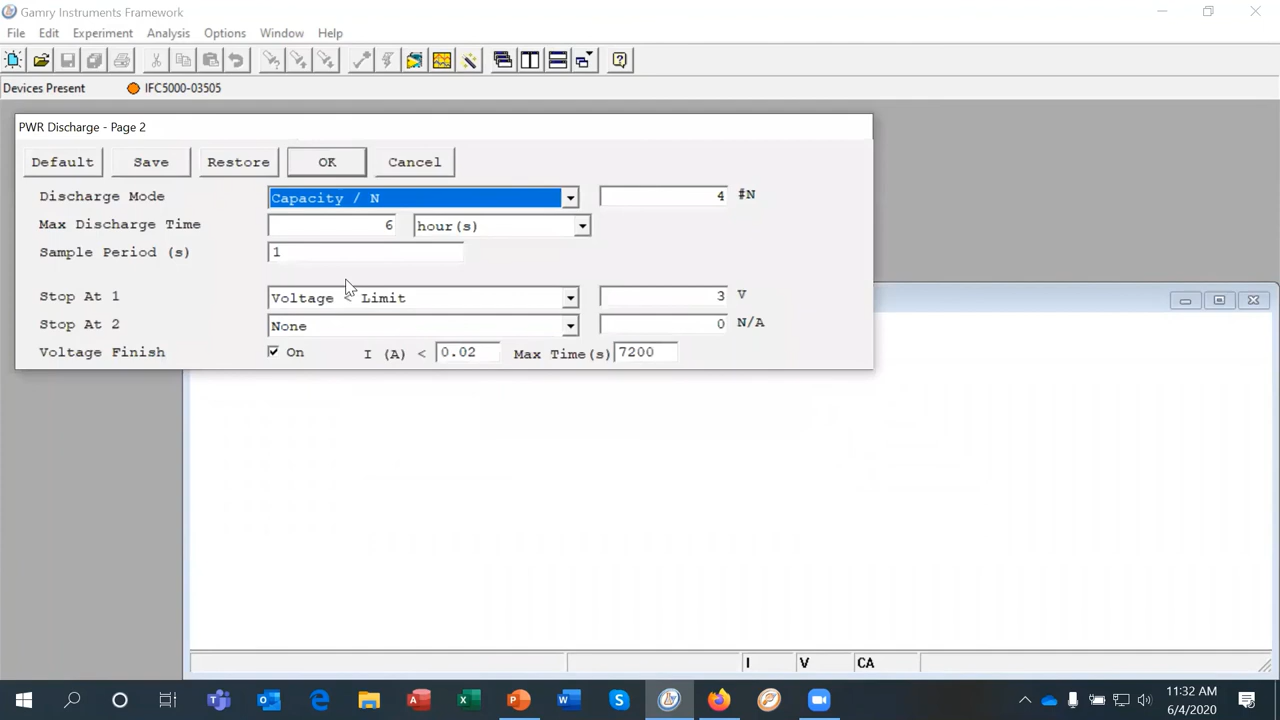 Gamry Instruments Framework
File Edit Experiment Analysis Options Window Help
Devices Present IFC5000-03505
PWR Discharge - Page 2
Default Save Restore OK Cancel
Discharge Mode Capacity / N 4 #N
Max Discharge Time 6 hour(s)
Sample Period (s) 1
Stop At 1 Voltage < Limit 3 V
Stop At 2 None 0 N/A
Voltage Finish On I (A) < 0.02 Max Time(s) 7200
I V CA
11:32 AM
6/4/2020